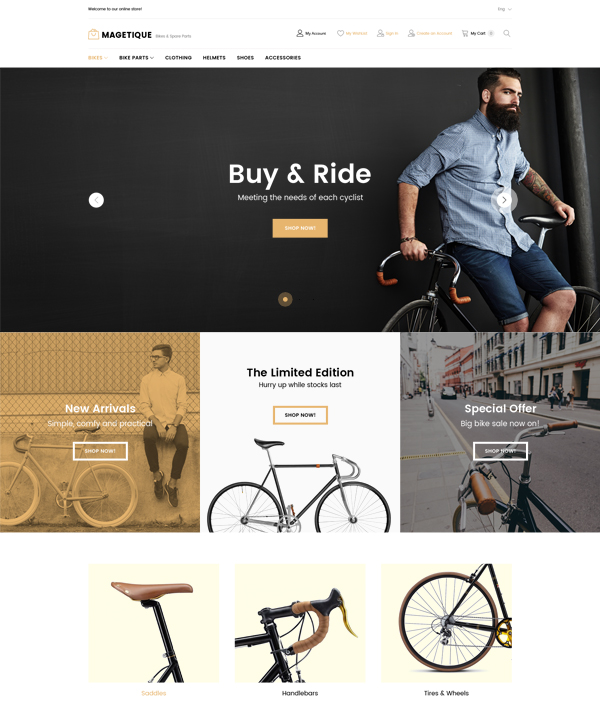 Welcome to our online store!
Eng
MAGETIQUE Bikes & Spare Parts
My Account
My Wishlist
Sign In
Create an Account
My Cart 0
BIKES
BIKE PARTS
CLOTHING
HELMETS
SHOES
ACCESSORIES
Buy & Ride
Meeting the needs of each cyclist
SHOP NOW!
New Arrivals
Simple, comfy and practical
SHOP NOW!
The Limited Edition
Hurry up while stocks last
SHOP NOW!
Special Offer
Big bike sale now on!
SHOP NOW!
Saddles
Handlebars
Tires & Wheels